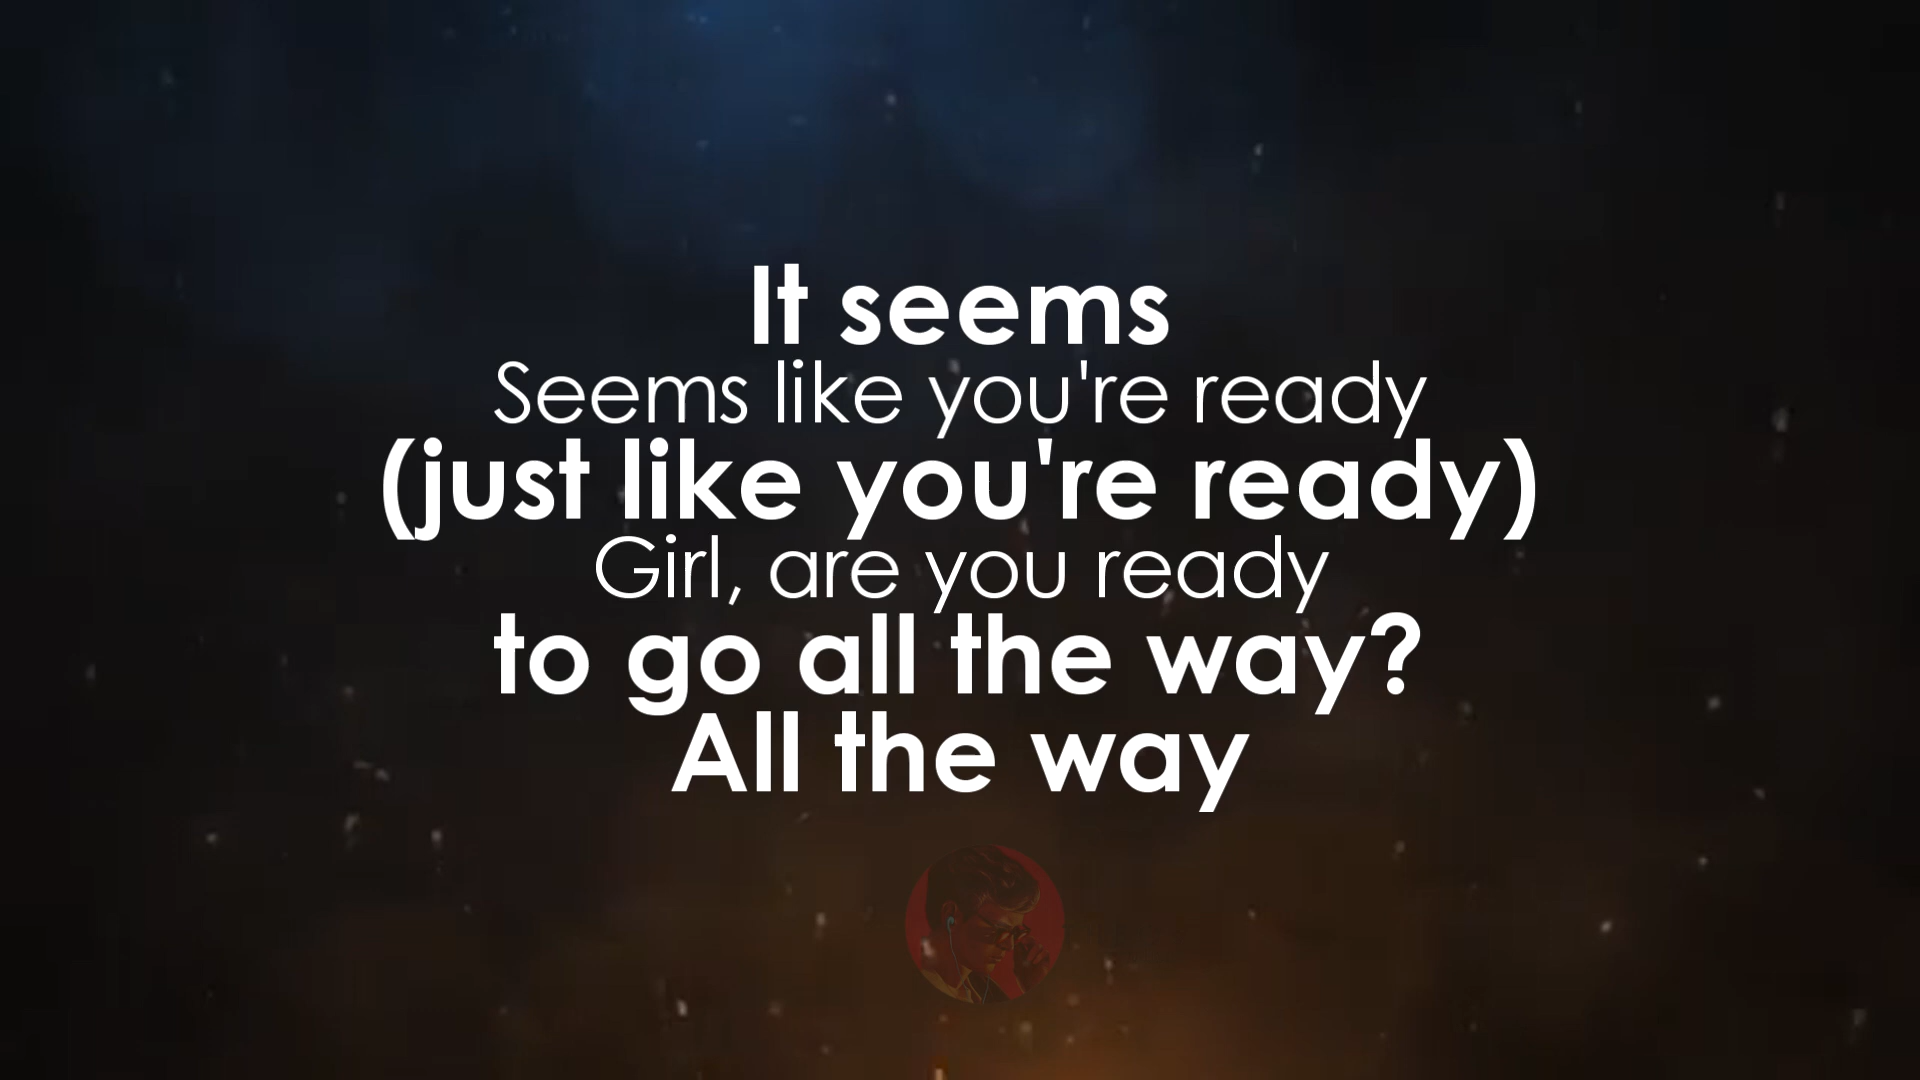 It seems
Seems like you're ready
(just like you're ready)
Girl, are you ready
to go all the way?
All the way